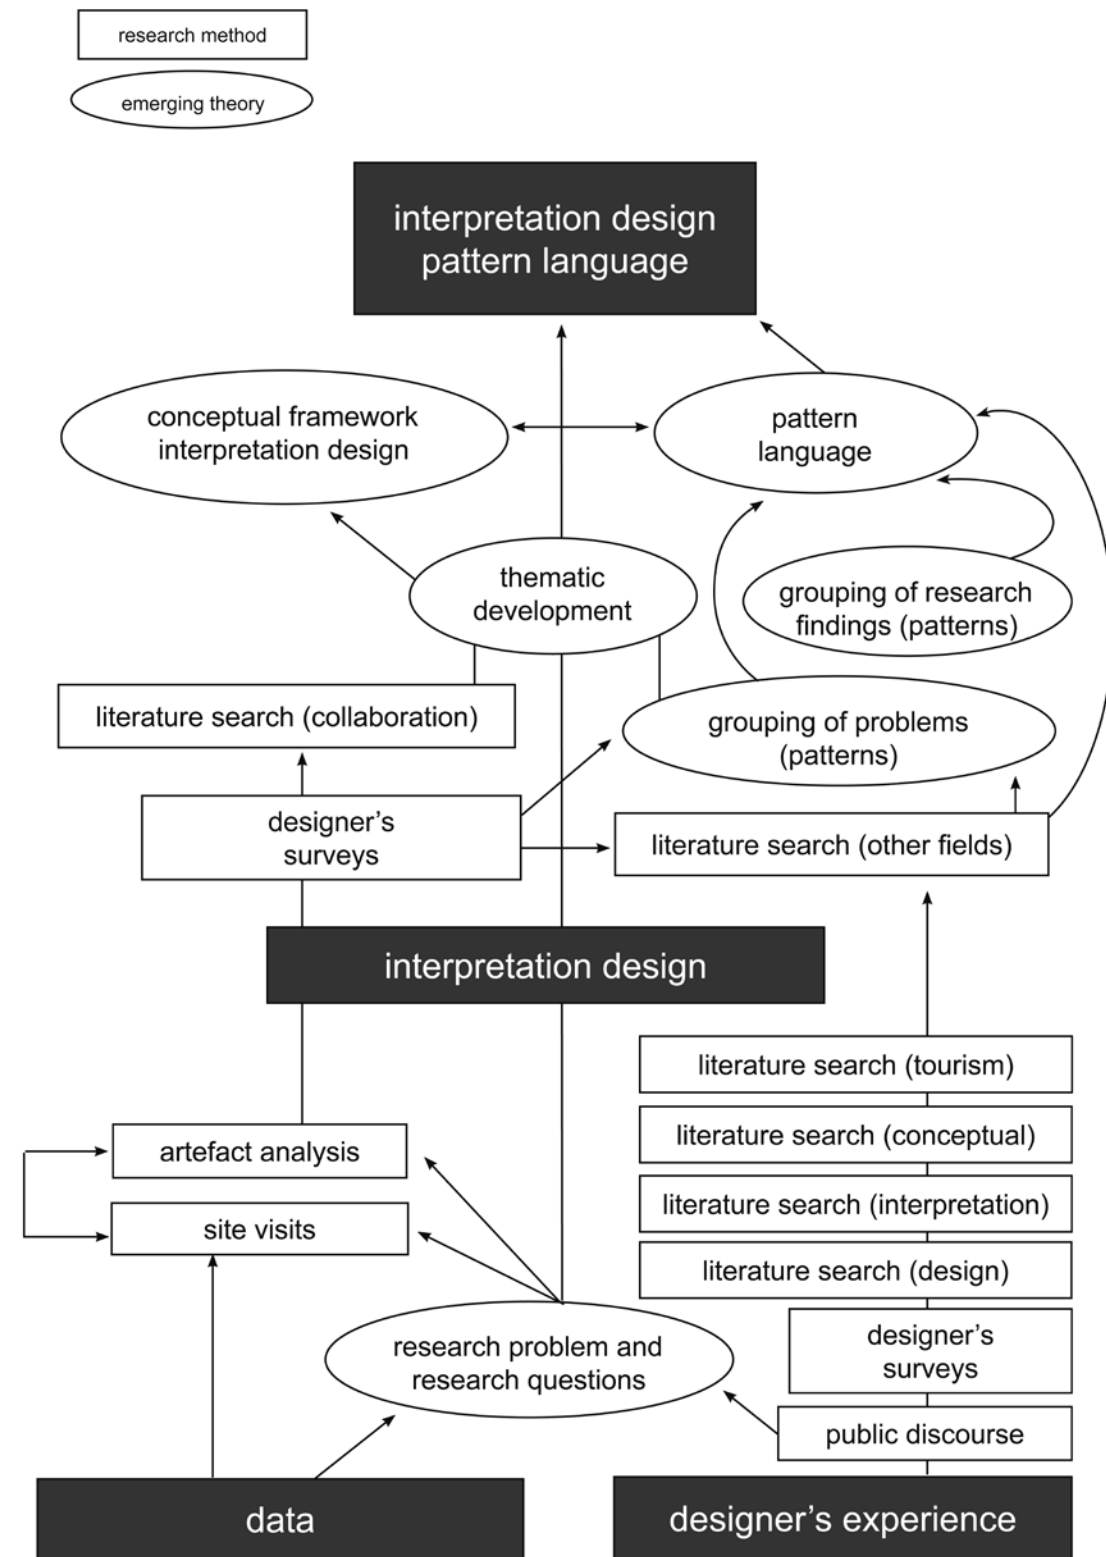 research method
emerging theory
interpretation design
pattern language
conceptual framework
interpretation design
pattern
language
thematic
development
grouping of research
findings (patterns)
literature search (collaboration)
grouping of problems
(patterns)
designer’s
surveys
literature search (other fields)
interpretation design
literature search (tourism)
literature search (conceptual)
artefact analysis
literature search (interpretation)
site visits
literature search (design)
research problem and
research questions
designer’s
surveys
public discourse
data
designer’s experience